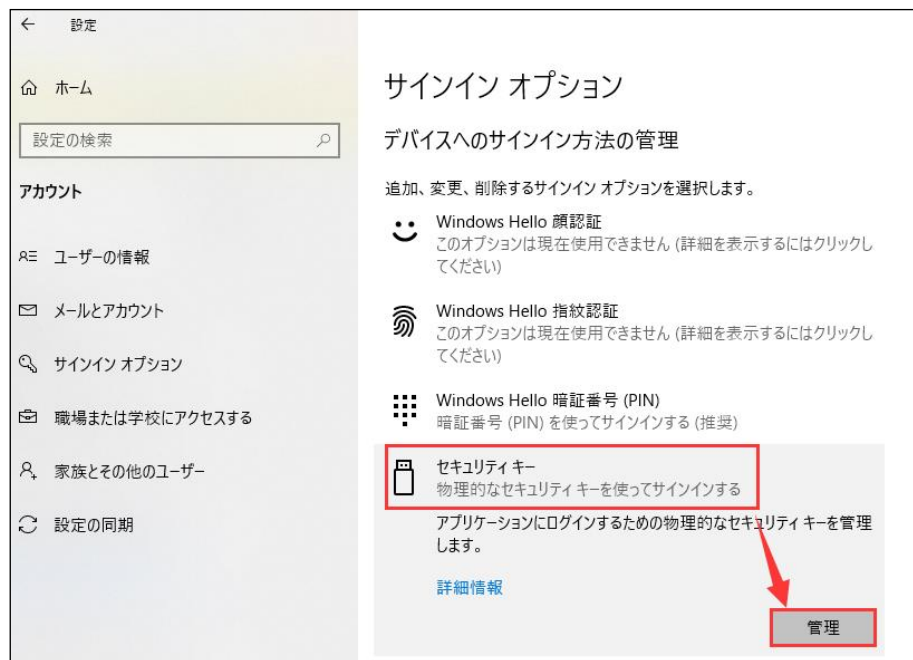 設定
ホーム
設定の検索
アカウント
ユーザーの情報
メールとアカウント
サインイン オプション
職場または学校にアクセスする
家族とその他のユーザー
設定の同期
サインイン オプション
デバイスへのサインイン方法の管理
追加、変更、削除するサインイン オプションを選択します。
Windows Hello 顔認証
このオプションは現在使用できません (詳細を表示するにはクリックし
てください)
Windows Hello 指紋認証
このオプションは現在使用できません (詳細を表示するにはクリックし
てください)
Windows Hello 暗証番号 (PIN)
暗証番号 (PIN) を使ってサインインする (推奨)
セキュリティ キー
物理的なセキュリティ キーを使ってサインインする
アプリケーションにログインするための物理的なセキュリティ キーを管理
します。
詳細情報
管理